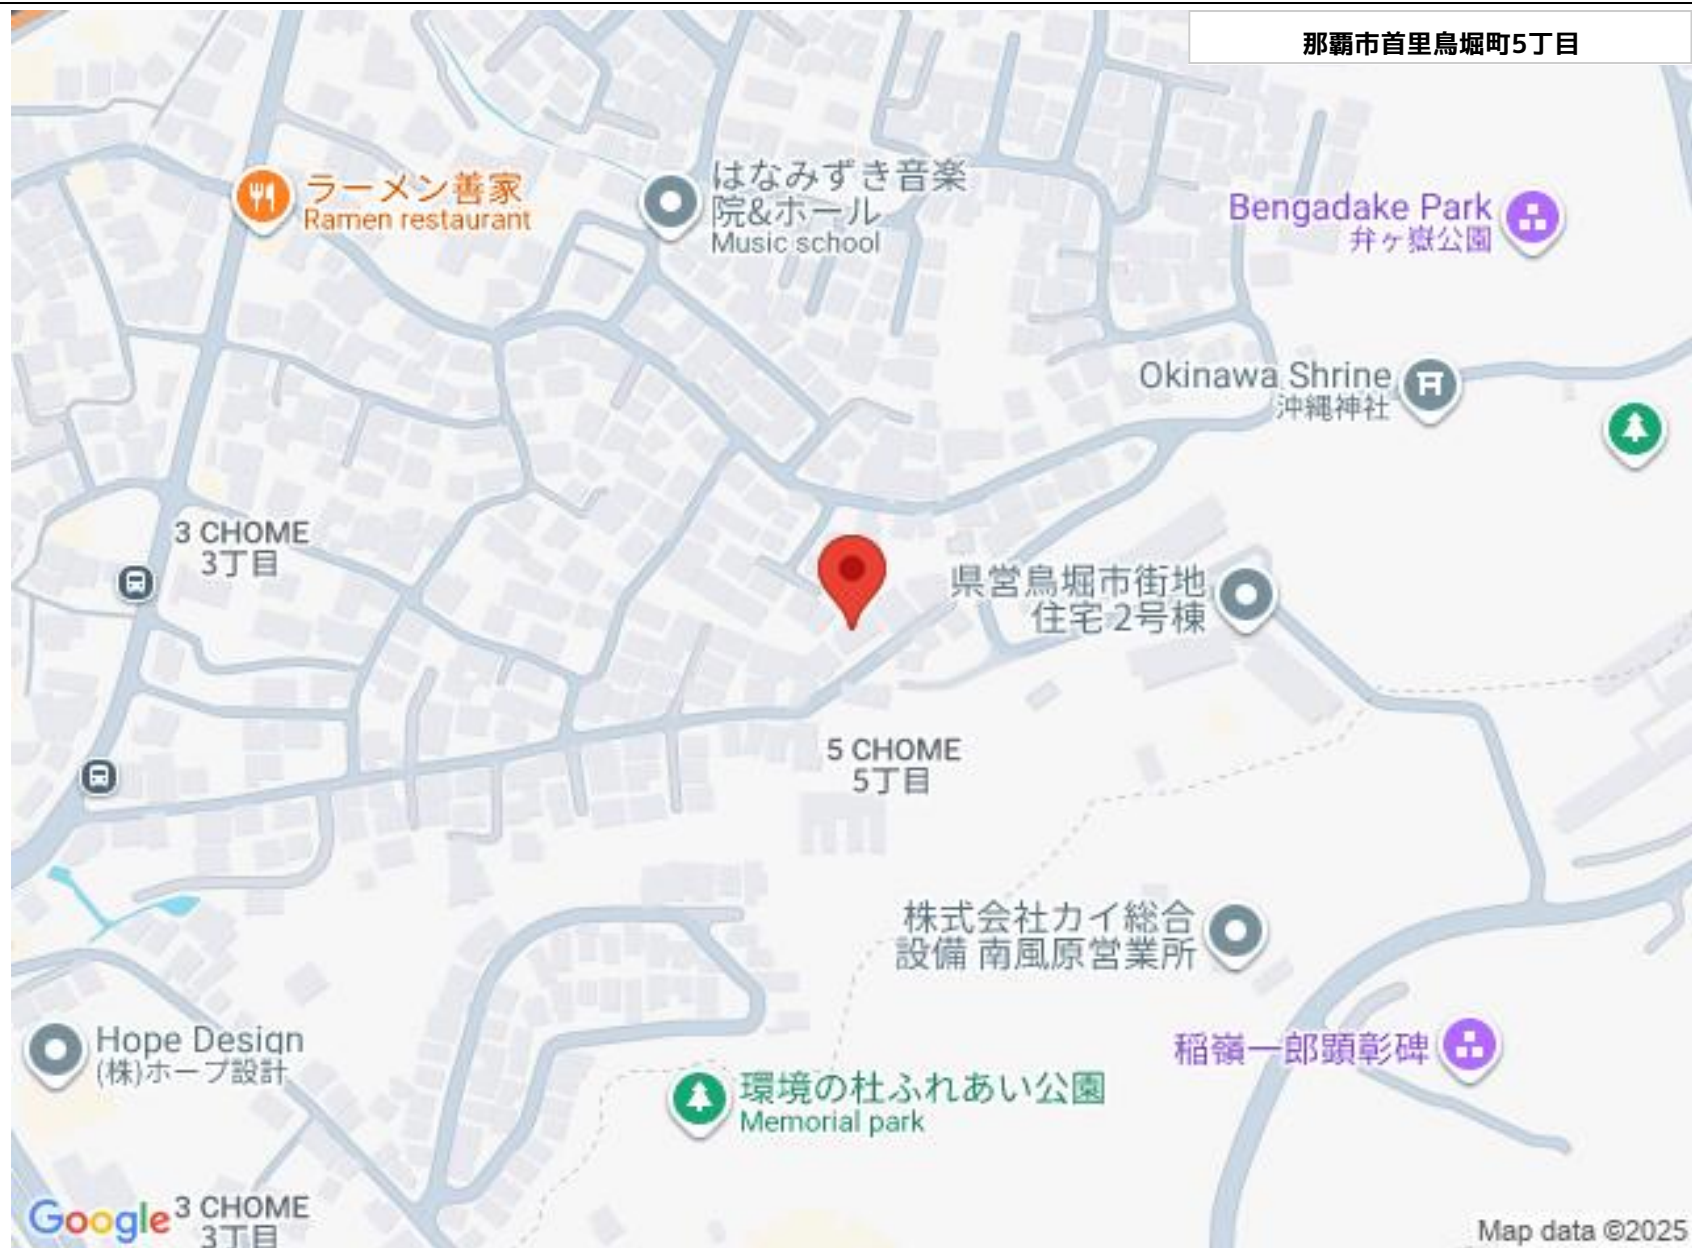 那覇市首里鳥堀町5丁目
ラーメン善家
Ramen restaurant
はなみずき音楽
院&ホール
Music school
Bengadake Park
弁ヶ嶽公園
Okinawa Shrine
沖縄神社
3 CHOME
3丁目
県営鳥堀市街地
住宅 2号棟
5 CHOME
5丁目
株式会社カイ総合
設備 南風原営業所
Hope Design
(株)ホープ設計
稲嶺一郎顕彰碑
環境の杜ふれあい公園
Memorial park
Google
3 CHOME
3丁目
Map data ©2025